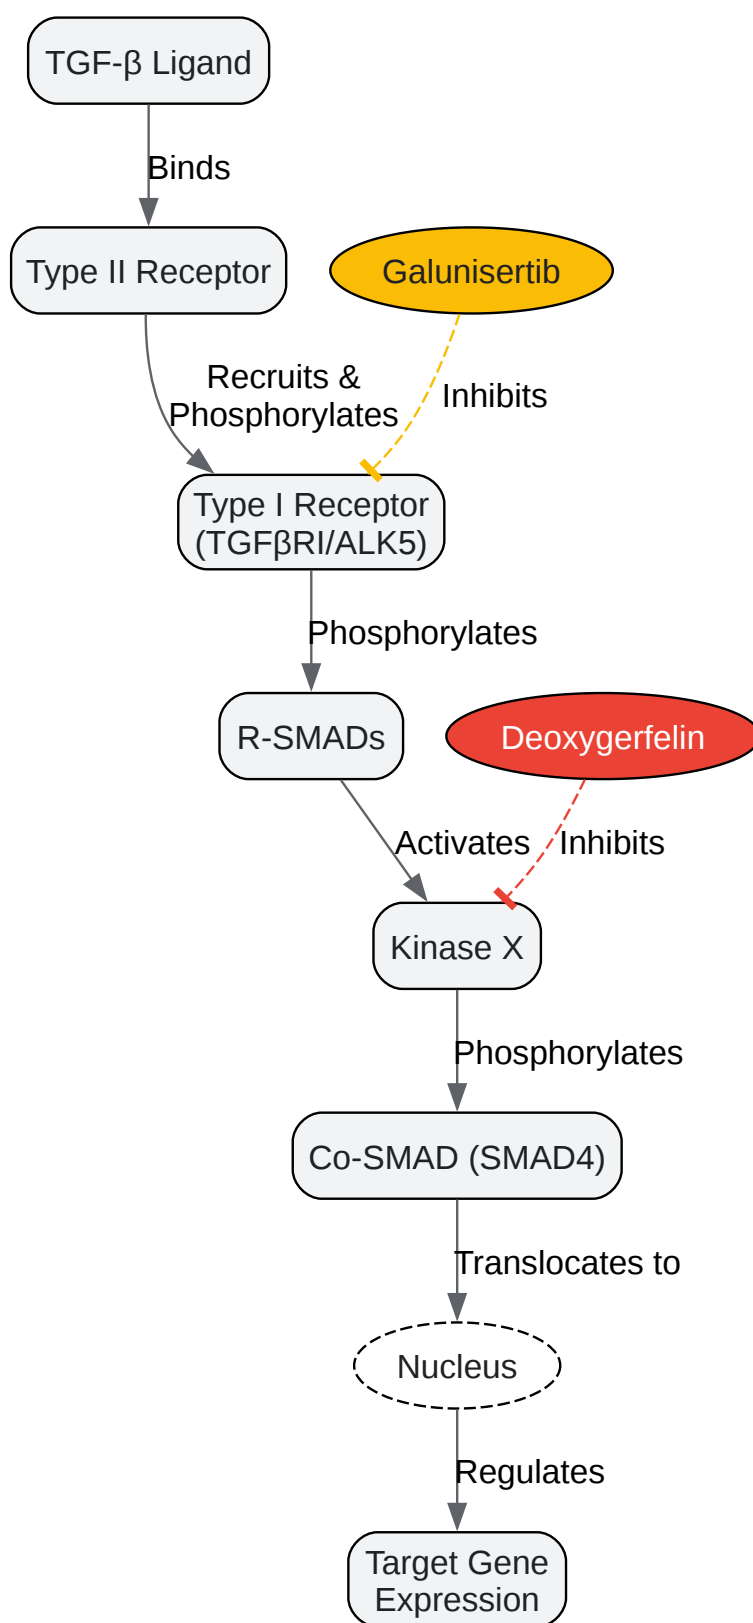 TGF-β Ligand
Binds
Type II Receptor
Galunisertib
Recruits &
Phosphorylates
Inhibits
Type I Receptor
(TGFβRI/ALK5)
Phosphorylates
R-SMADs
Deoxygerfelin
Activates
Inhibits
Kinase X
Phosphorylates
Co-SMAD (SMAD4)
Translocates to
Nucleus
Regulates
Target Gene
Expression